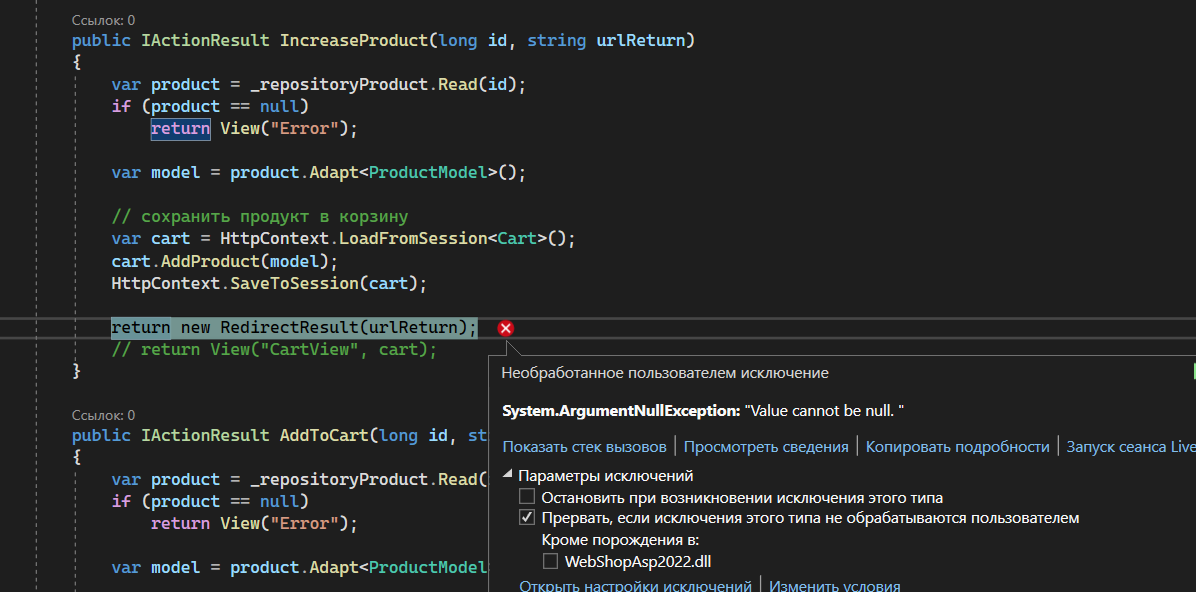 Ссылок: 0
public IActionResult IncreaseProduct(long id, string urlReturn)
{
var product = _repositoryProduct.Read(id);
if (product == null)
return View("Error");
var model = product.Adapt<ProductModel>();
// сохранить продукт в корзину
var cart = HttpContext.LoadFromSession<Cart>();
cart.AddProduct(model);
HttpContext.SaveToSession(cart);
return new RedirectResult(urlReturn);
// return View("CartView", cart);
}
Необработанное пользователем исключение
System.ArgumentNullException: "Value cannot be null. "
Показать стек вызовов | Просмотреть сведения | Копировать подробности | Запуск сеанса Live
Параметры исключений
Остановить при возникновении исключения этого типа
Прервать, если исключения этого типа не обрабатываются пользователем
Кроме порождения в:
WebShopAsp2022.dll
Открыть настройки исключений | Изменить условия
Ссылок: 0
public IActionResult AddToCart(long id, st
{
var product = _repositoryProduct.Read(
if (product == null)
return View("Error");
var model = product.Adapt<ProductModel